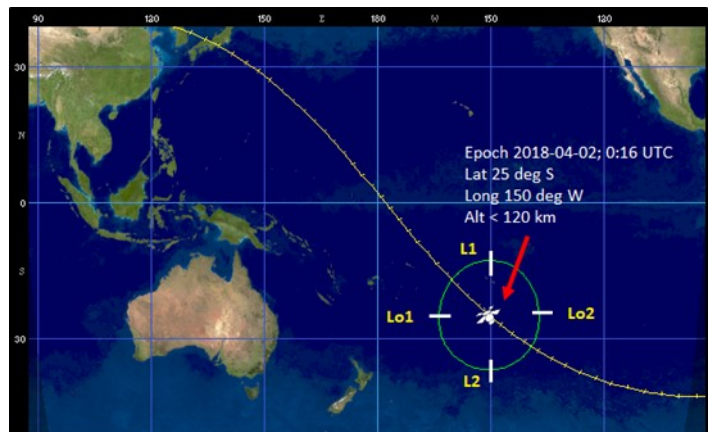 90 120 150 E 180 W 150 120
30
N
Epoch 2018-04-02; 0:16 UTC
Lat 25 deg S
Long 150 deg W
Alt < 120 km
0
L1
S
Lo1 Lo2
30
L2